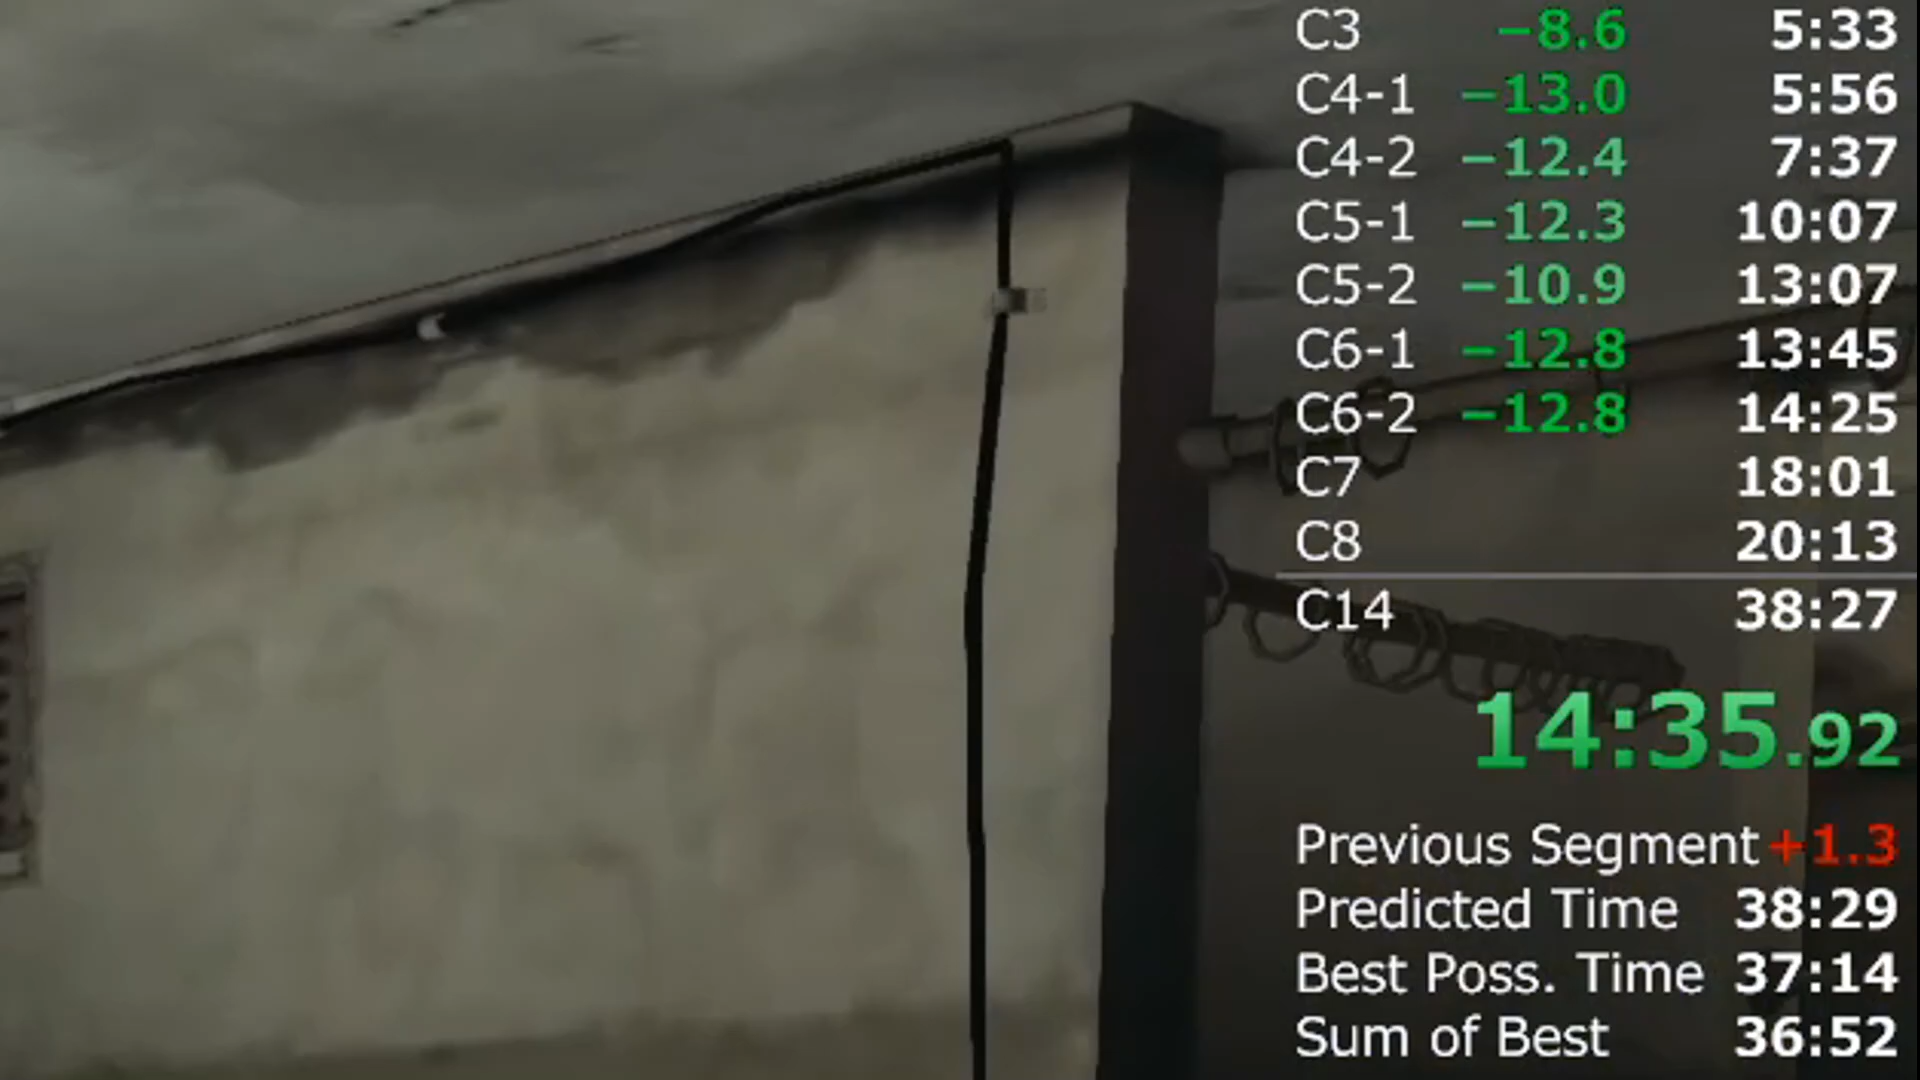 C3 −8.6 5:33
C4-1 −13.0 5:56
C4-2 −12.4 7:37
C5-1 −12.3 10:07
C5-2 −10.9 13:07
C6-1 −12.8 13:45
C6-2 −12.8 14:25
C7 18:01
C8 20:13
C14 38:27
14:35.92
Previous Segment +1.3
Predicted Time 38:29
Best Poss. Time 37:14
Sum of Best 36:52